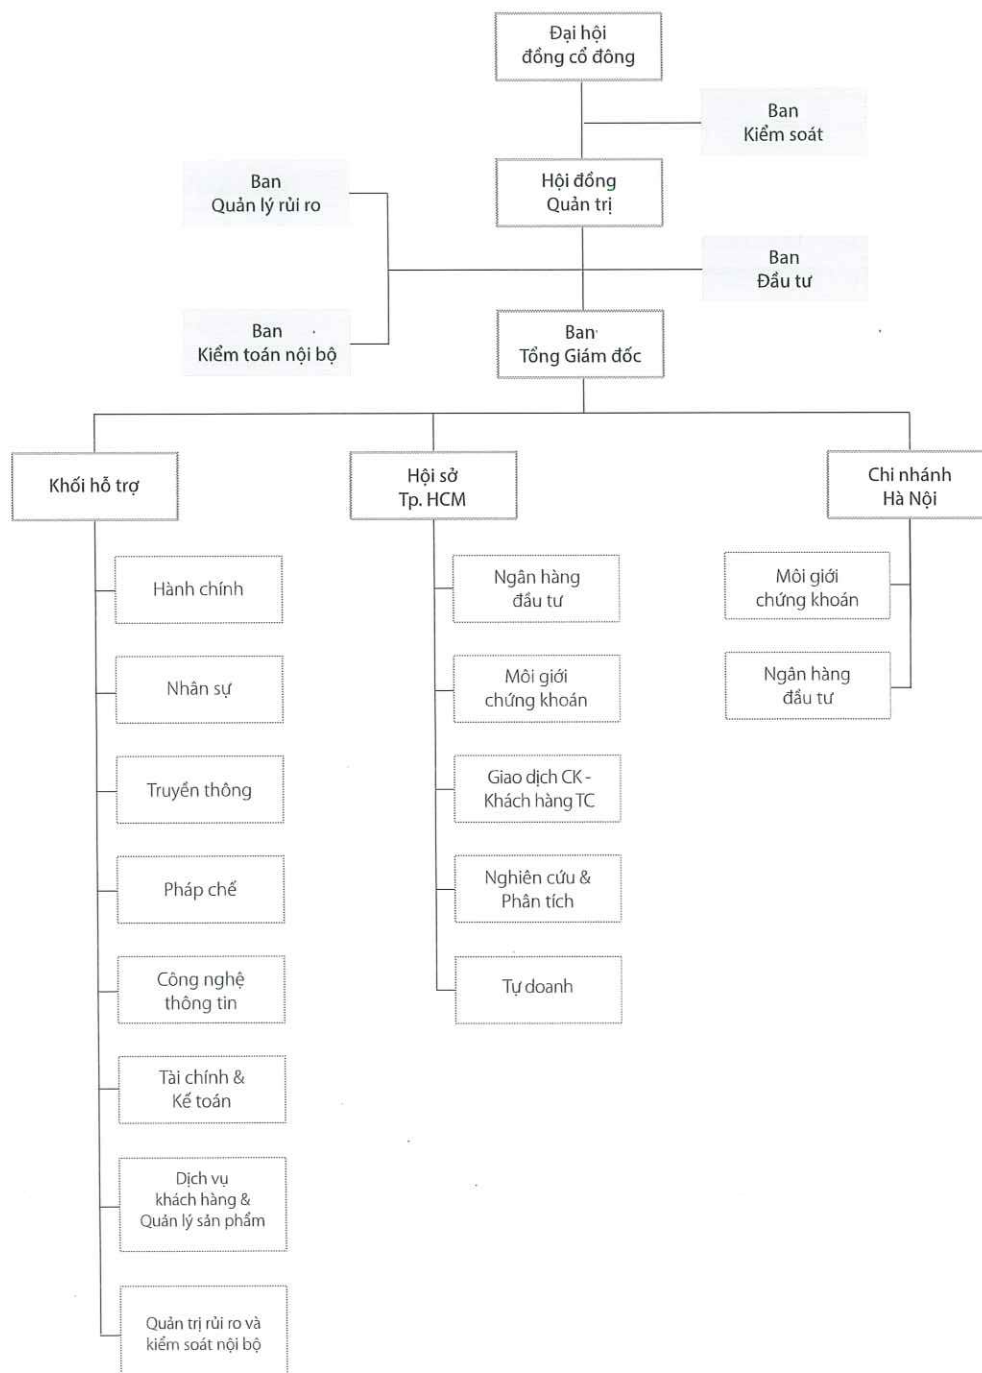 Đại hội
đồng cổ đông
Ban
Kiểm soát
Ban
Quản lý rủi ro
Hội đồng
Quản trị
Ban
Đầu tư
Ban
Kiểm toán nội bộ
Ban
Tổng Giám đốc
Khối hỗ trợ
Hội sở
Tp. HCM
Chi nhánh
Hà Nội
Hành chính
Nhân sự
Truyền thông
Pháp chế
Công nghệ
thông tin
Tài chính &
Kế toán
Dịch vụ
khách hàng &
Quản lý sản phẩm
Quản trị rủi ro và
kiểm soát nội bộ
Ngân hàng
đầu tư
Môi giới
chứng khoán
Giao dịch CK -
Khách hàng TC
Nghiên cứu &
Phân tích
Tự doanh
Môi giới
chứng khoán
Ngân hàng
đầu tư